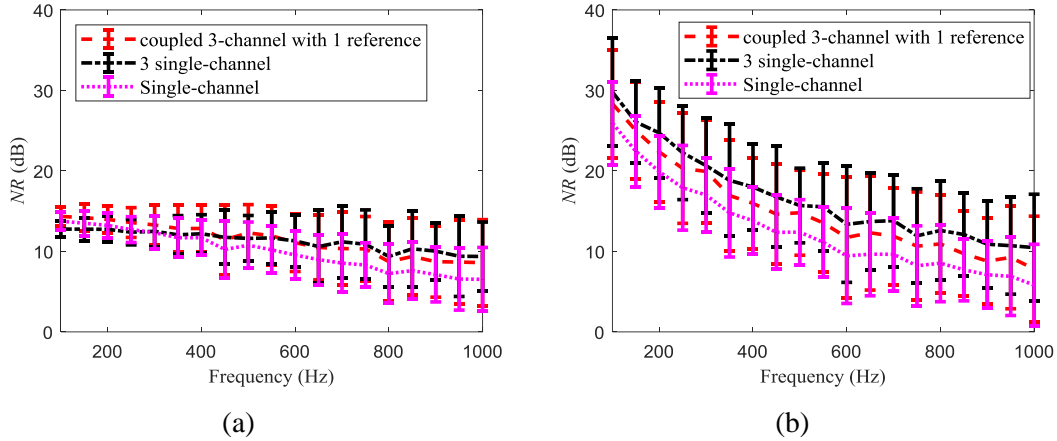 40
30
20
10
0
NR (dB)
coupled 3-channel with 1 reference
3 single-channel
Single-channel
200 400 600 800 1000
Frequency (Hz)
(a)
40
30
20
10
0
NR (dB)
coupled 3-channel with 1 reference
3 single-channel
Single-channel
200 400 600 800 1000
Frequency (Hz)
(b)